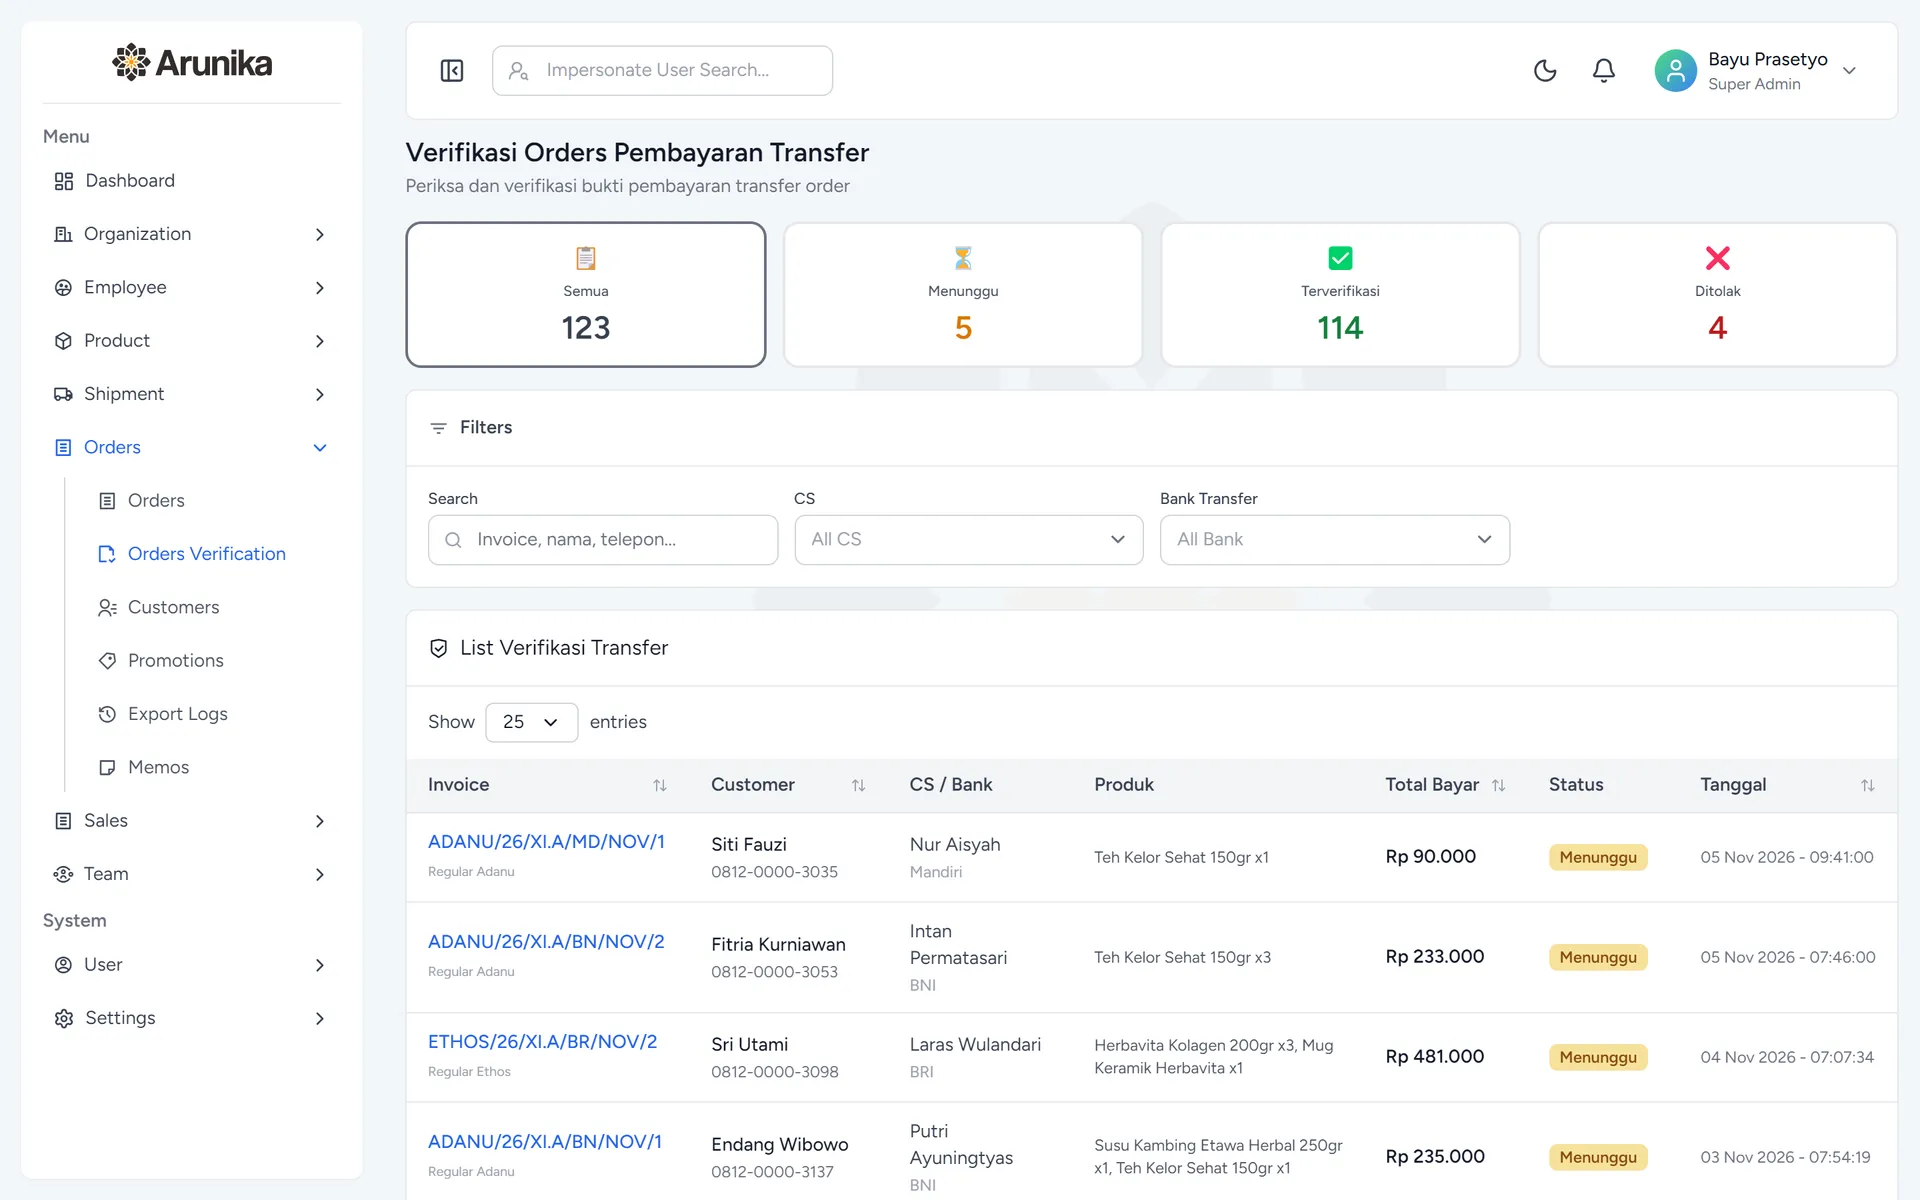 Arunika
Menu
Dashboard
Organization
Employee
Product
Shipment
Orders
Orders
Orders Verification
Customers
Promotions
Export Logs
Memos
Sales
Team
System
User
Settings
Impersonate User Search...
Bayu Prasetyo
Super Admin
Verifikasi Orders Pembayaran Transfer
Periksa dan verifikasi bukti pembayaran transfer order
Semua
123
Menunggu
5
Terverifikasi
114
Ditolak
4
Filters
Search
CS
Bank Transfer
Invoice, nama, telepon...
All CS
All Bank
List Verifikasi Transfer
Show 25 entries
Invoice Customer CS / Bank Produk Total Bayar Status Tanggal
ADANU/26/XI.A/MD/NOV/1
Regular Adanu
Siti Fauzi
0812-0000-3035
Nur Aisyah
Mandiri
Teh Kelor Sehat 150gr x1
Rp 90.000
Menunggu
05 Nov 2026 - 09:41:00
ADANU/26/XI.A/BN/NOV/2
Regular Adanu
Fitria Kurniawan
0812-0000-3053
Intan
Permatasari
BNI
Teh Kelor Sehat 150gr x3
Rp 233.000
Menunggu
05 Nov 2026 - 07:46:00
ETHOS/26/XI.A/BR/NOV/2
Regular Ethos
Sri Utami
0812-0000-3098
Laras Wulandari
BRI
Herbavita Kolagen 200gr x3, Mug
Keramik Herbavita x1
Rp 481.000
Menunggu
04 Nov 2026 - 07:07:34
ADANU/26/XI.A/BN/NOV/1
Regular Adanu
Endang Wibowo
0812-0000-3137
Putri
Ayuningtyas
BNI
Susu Kambing Etawa Herbal 250gr
x1, Teh Kelor Sehat 150gr x1
Rp 235.000
Menunggu
03 Nov 2026 - 07:54:19